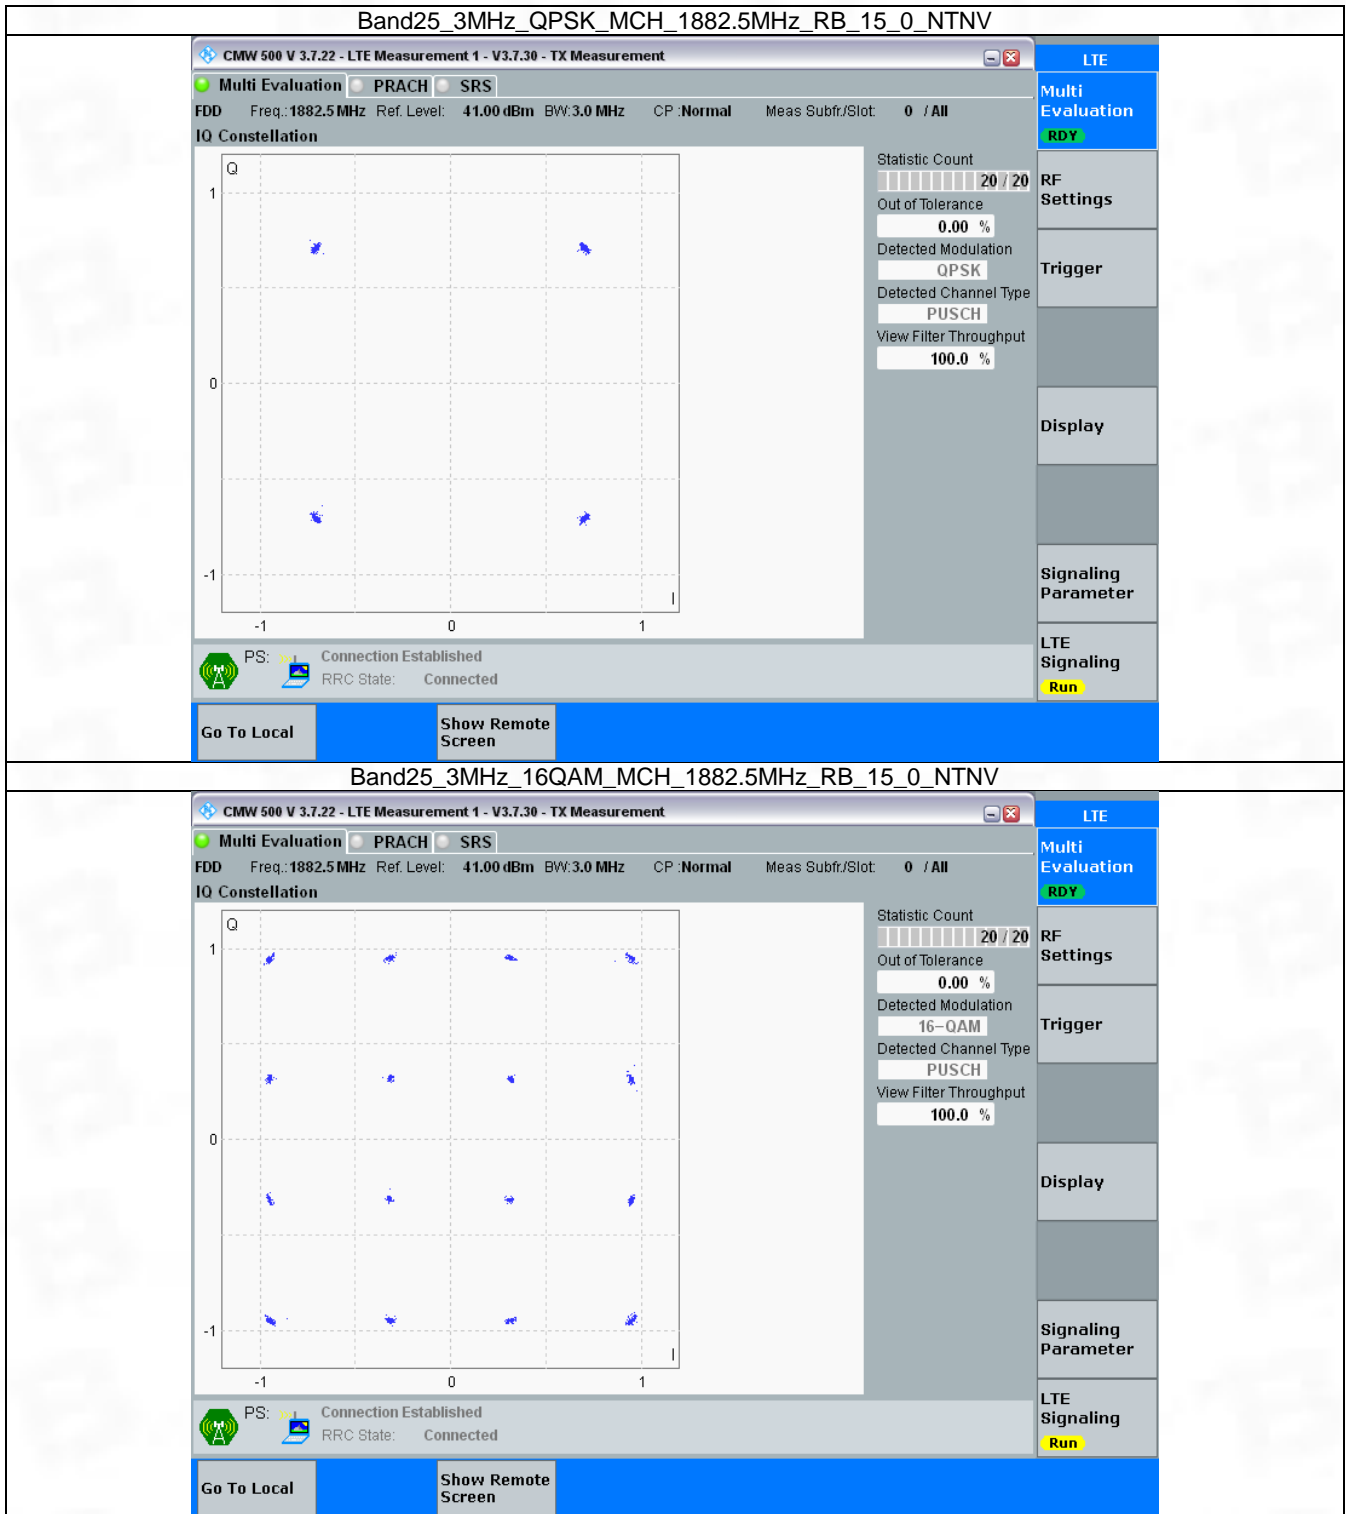 Band25_3MHz_QPSK_MCH_1882.5MHz_RB_15_0_NTNV
CMW 500 V 3.7.22 - LTE Measurement 1 - V3.7.30 - TX Measurement
LTE
Multi Evaluation PRACH SRS
Multi
Evaluation
RDY
FDD Freq.: 1882.5 MHz Ref. Level: 41.00 dBm BW: 3.0 MHz CP : Normal Meas Subfr./Slot: 0 / All
IQ Constellation
Q
1
0
-1
I
-1 0 1
Statistic Count
20 / 20
Out of Tolerance
0.00 %
Detected Modulation
QPSK
Detected Channel Type
PUSCH
View Filter Throughput
100.0 %
RF
Settings
Trigger
Display
Signaling
Parameter
LTE
Signaling
Run
PS: Connection Established
RRC State: Connected
Go To Local
Show Remote
Screen
Band25_3MHz_16QAM_MCH_1882.5MHz_RB_15_0_NTNV
CMW 500 V 3.7.22 - LTE Measurement 1 - V3.7.30 - TX Measurement
LTE
Multi Evaluation PRACH SRS
Multi
Evaluation
RDY
FDD Freq.: 1882.5 MHz Ref. Level: 41.00 dBm BW: 3.0 MHz CP : Normal Meas Subfr./Slot: 0 / All
IQ Constellation
Q
1
0
-1
I
-1 0 1
Statistic Count
20 / 20
Out of Tolerance
0.00 %
Detected Modulation
16-QAM
Detected Channel Type
PUSCH
View Filter Throughput
100.0 %
RF
Settings
Trigger
Display
Signaling
Parameter
LTE
Signaling
Run
PS: Connection Established
RRC State: Connected
Go To Local
Show Remote
Screen